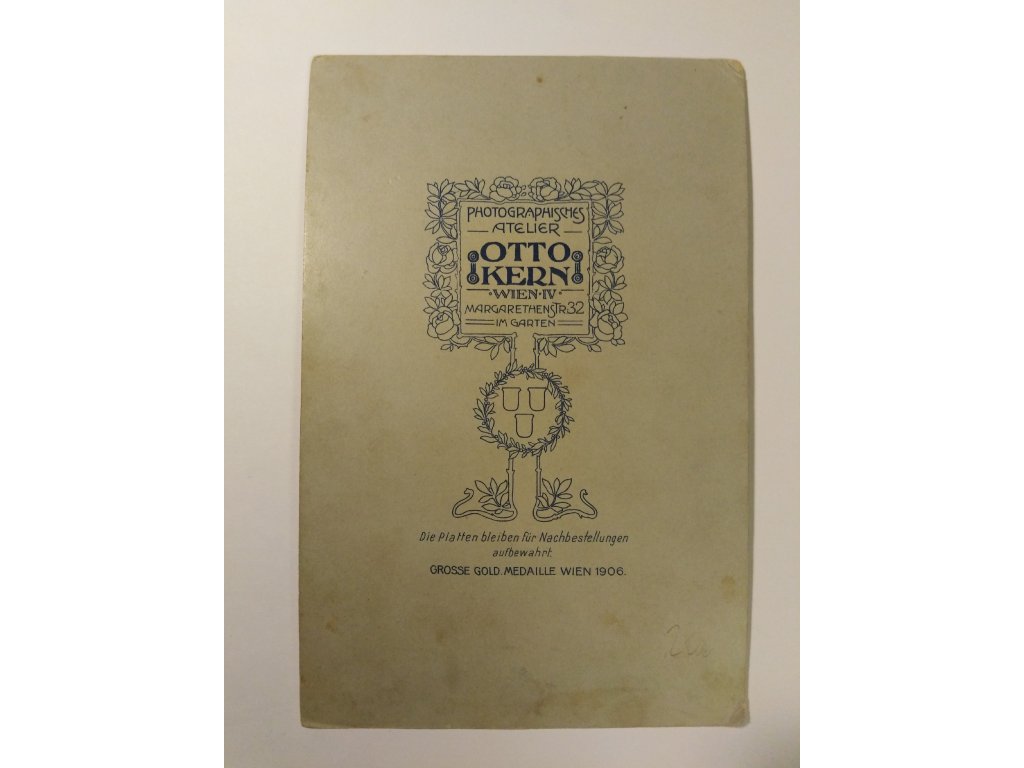 PHOTOGRAPHISCHES
ATELIER
OTTO
KERN
WIEN·IV
MARGARETHENSTR.32
IM GARTEN
Die Platten bleiben für Nachbestellungen
aufbewahrt.
GROSSE GOLD. MEDAILLE WIEN 1906.